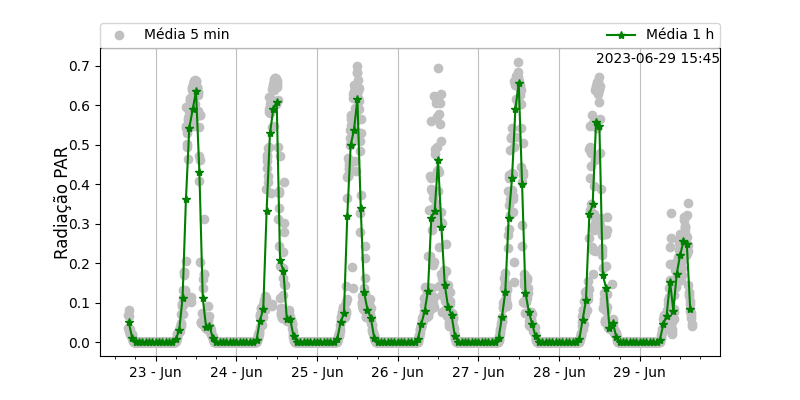 Média 5 min
Média 1 h
2023-06-29 15:45
Radiação PAR
0.7
0.6
0.5
0.4
0.3
0.2
0.1
0.0
23 - Jun
24 - Jun
25 - Jun
26 - Jun
27 - Jun
28 - Jun
29 - Jun